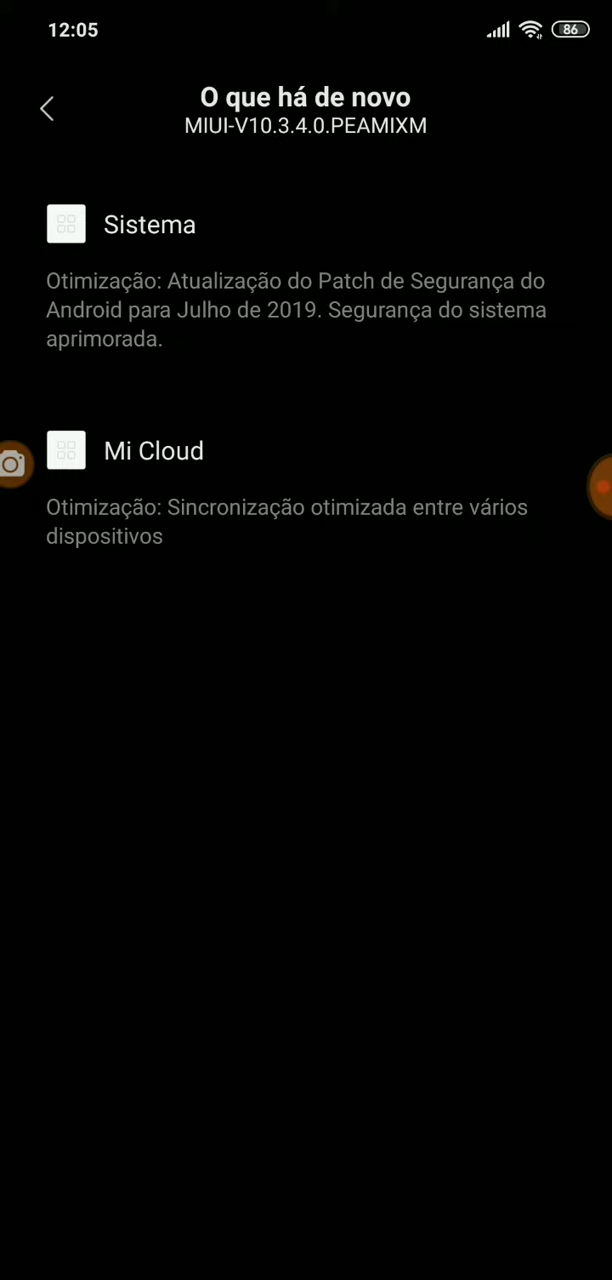 12:05
86
O que há de novo
MIUI-V10.3.4.0.PEAMIXM
Sistema
Otimização: Atualização do Patch de Segurança do
Android para Julho de 2019. Segurança do sistema
aprimorada.
Mi Cloud
Otimização: Sincronização otimizada entre vários
dispositivos